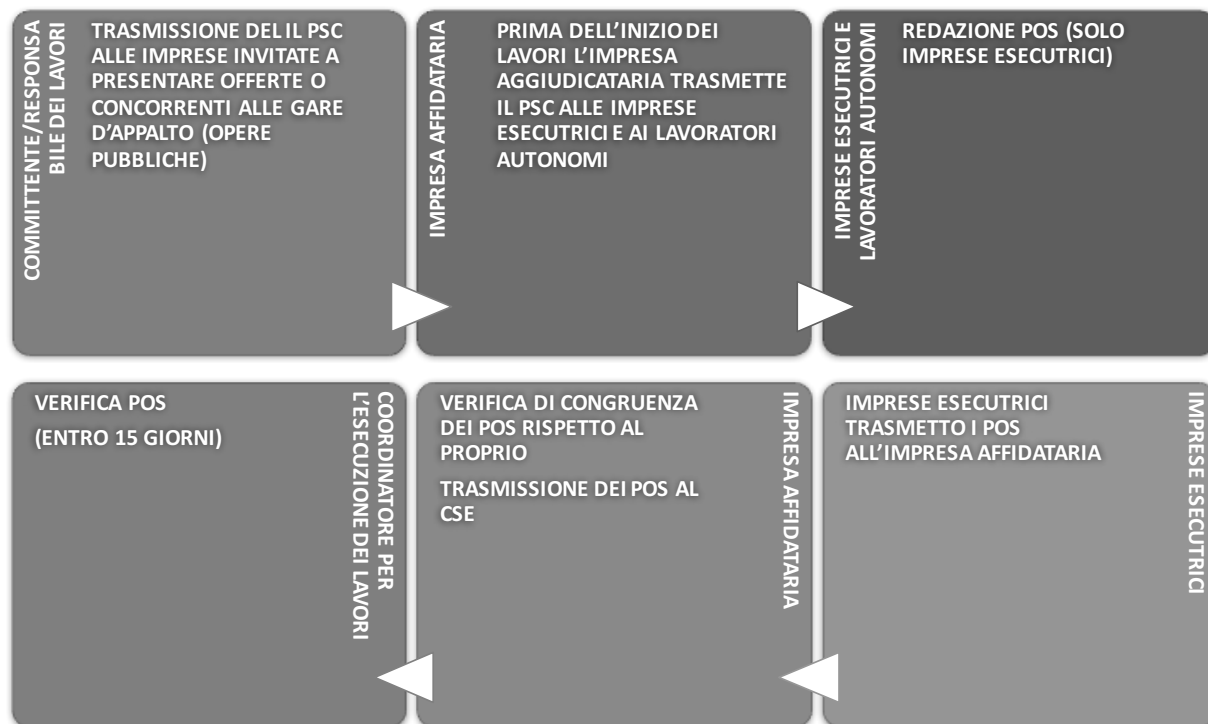 COMMITTENTE/RESPONSA
BILE DEI LAVORI
TRASMISSIONE DEL IL PSC
ALLE IMPRESE INVITATE A
PRESENTARE OFFERTE O
CONCORRENTI ALLE GARE
D'APPALTO (OPERE
PUBBLICHE)
IMPRESA AFFIDATARIA
PRIMA DELL'INIZIO DEI
LAVORI L'IMPRESA
AGGIUDICATARIA TRASMETTE
IL PSC ALLE IMPRESE
ESECUTRICI E AI LAVORATORI
AUTONOMI
IMPRESE ESECUTRICI E
LAVORATORI AUTONOMI
REDAZIONE POS (SOLO
IMPRESE ESECUTRICI)
IMPRESE ESECUTRICI
IMPRESE ESECUTRICI
TRASMETTO I POS
ALL'IMPRESA AFFIDATARIA
IMPRESA AFFIDATARIA
VERIFICA DI CONGRUENZA
DEI POS RISPETTO AL
PROPRIO
TRASMISSIONE DEI POS AL
CSE
COORDINATORE PER
L'ESECUZIONE DEI LAVORI
VERIFICA POS
(ENTRO 15 GIORNI)